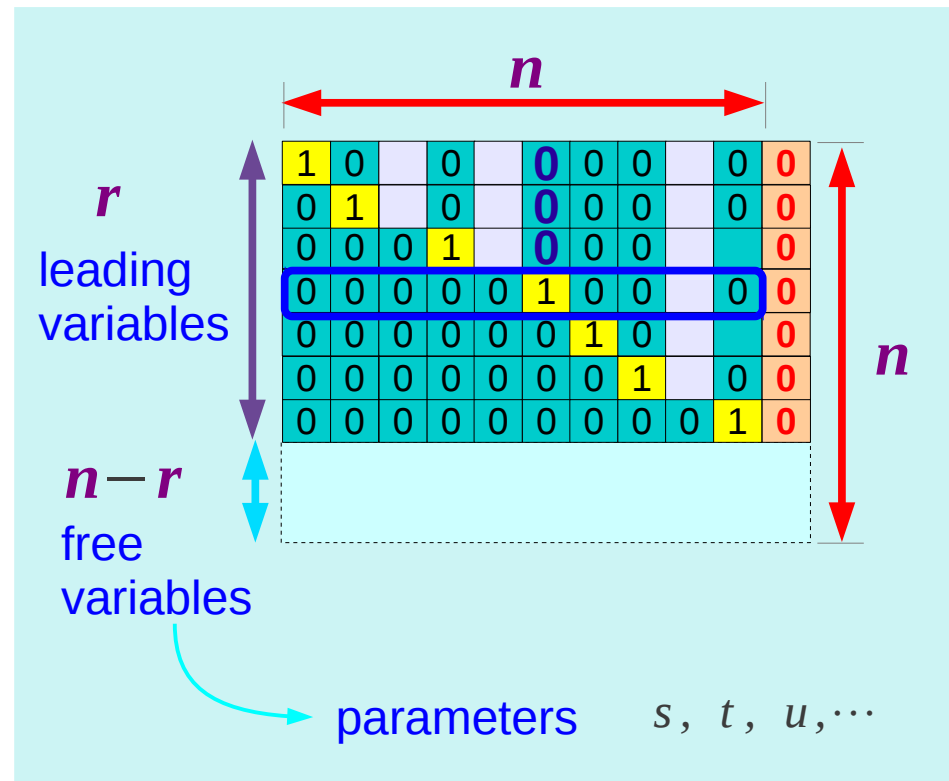 n
1 0 0 0 0 0 0 0
0 1 0 0 0 0 0 0
0 0 0 1 0 0 0 0
0 0 0 0 0 1 0 0 0 0
0 0 0 0 0 0 1 0 0
0 0 0 0 0 0 0 1 0 0
0 0 0 0 0 0 0 0 0 1 0
r
leading
variables
n
n — r
free
variables
parameters s, t, u,⋯